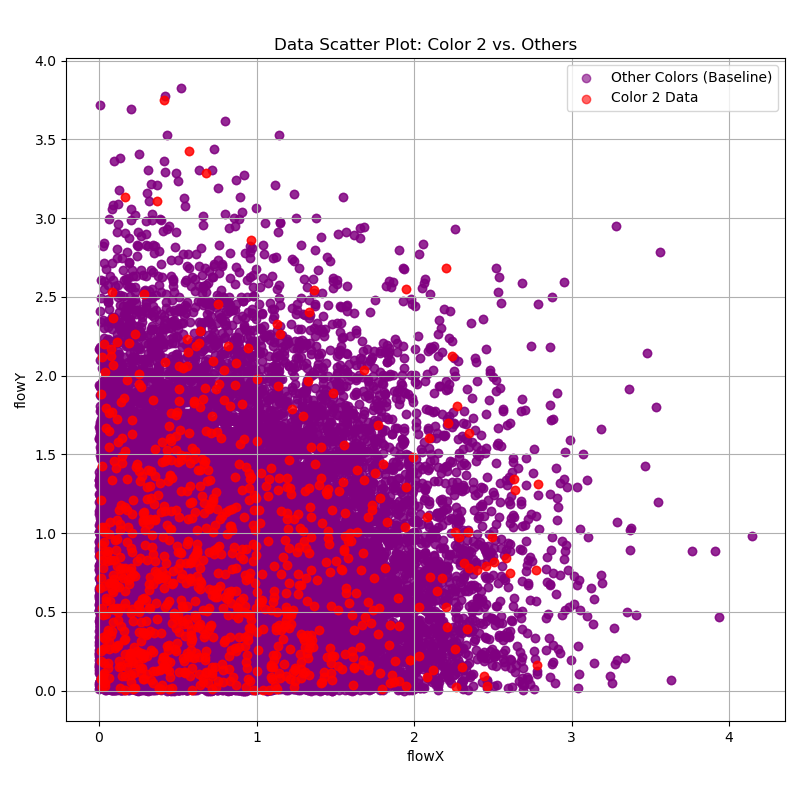 Data Scatter Plot: Color 2 vs. Others
Other Colors (Baseline)
Color 2 Data
flowY
4.0
3.5
3.0
2.5
2.0
1.5
1.0
0.5
0.0
0 1 2 3 4
flowX